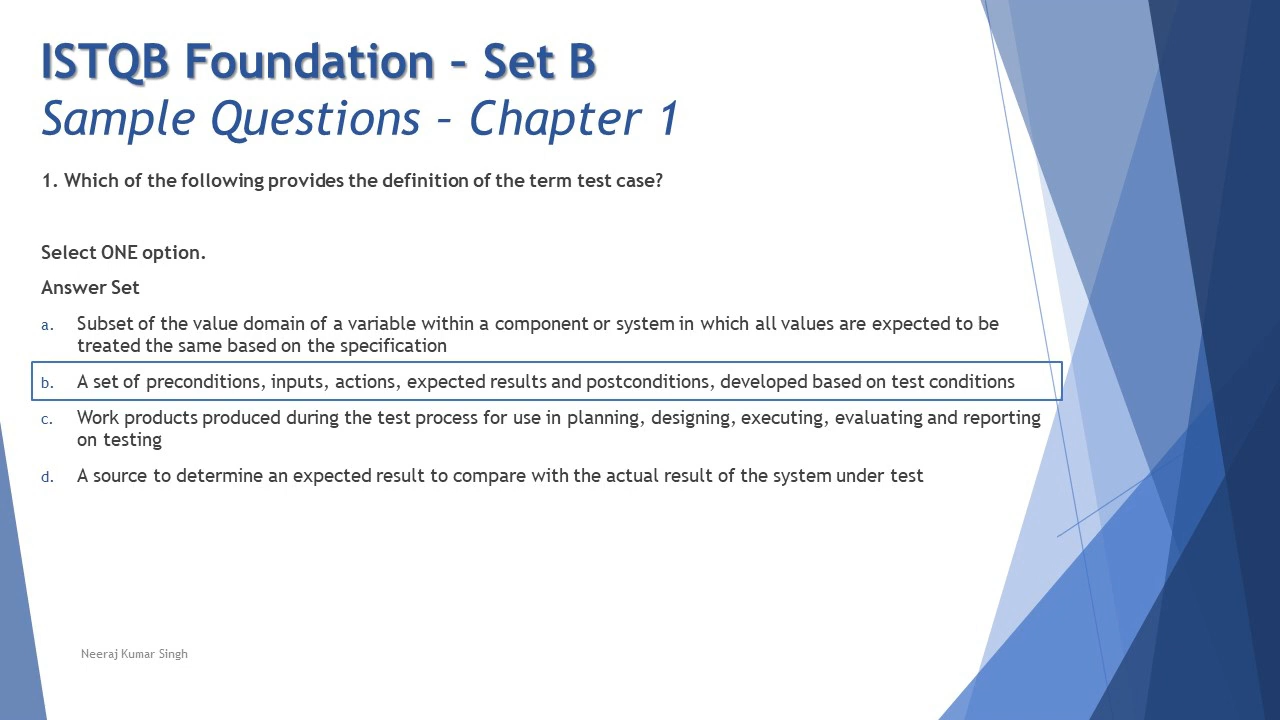 ISTQB Foundation – Set B
Sample Questions – Chapter 1
1. Which of the following provides the definition of the term test case?
Select ONE option.
Answer Set
a. Subset of the value domain of a variable within a component or system in which all values are expected to be
treated the same based on the specification
b. A set of preconditions, inputs, actions, expected results and postconditions, developed based on test conditions
c. Work products produced during the test process for use in planning, designing, executing, evaluating and reporting
on testing
d. A source to determine an expected result to compare with the actual result of the system under test
Neeraj Kumar Singh